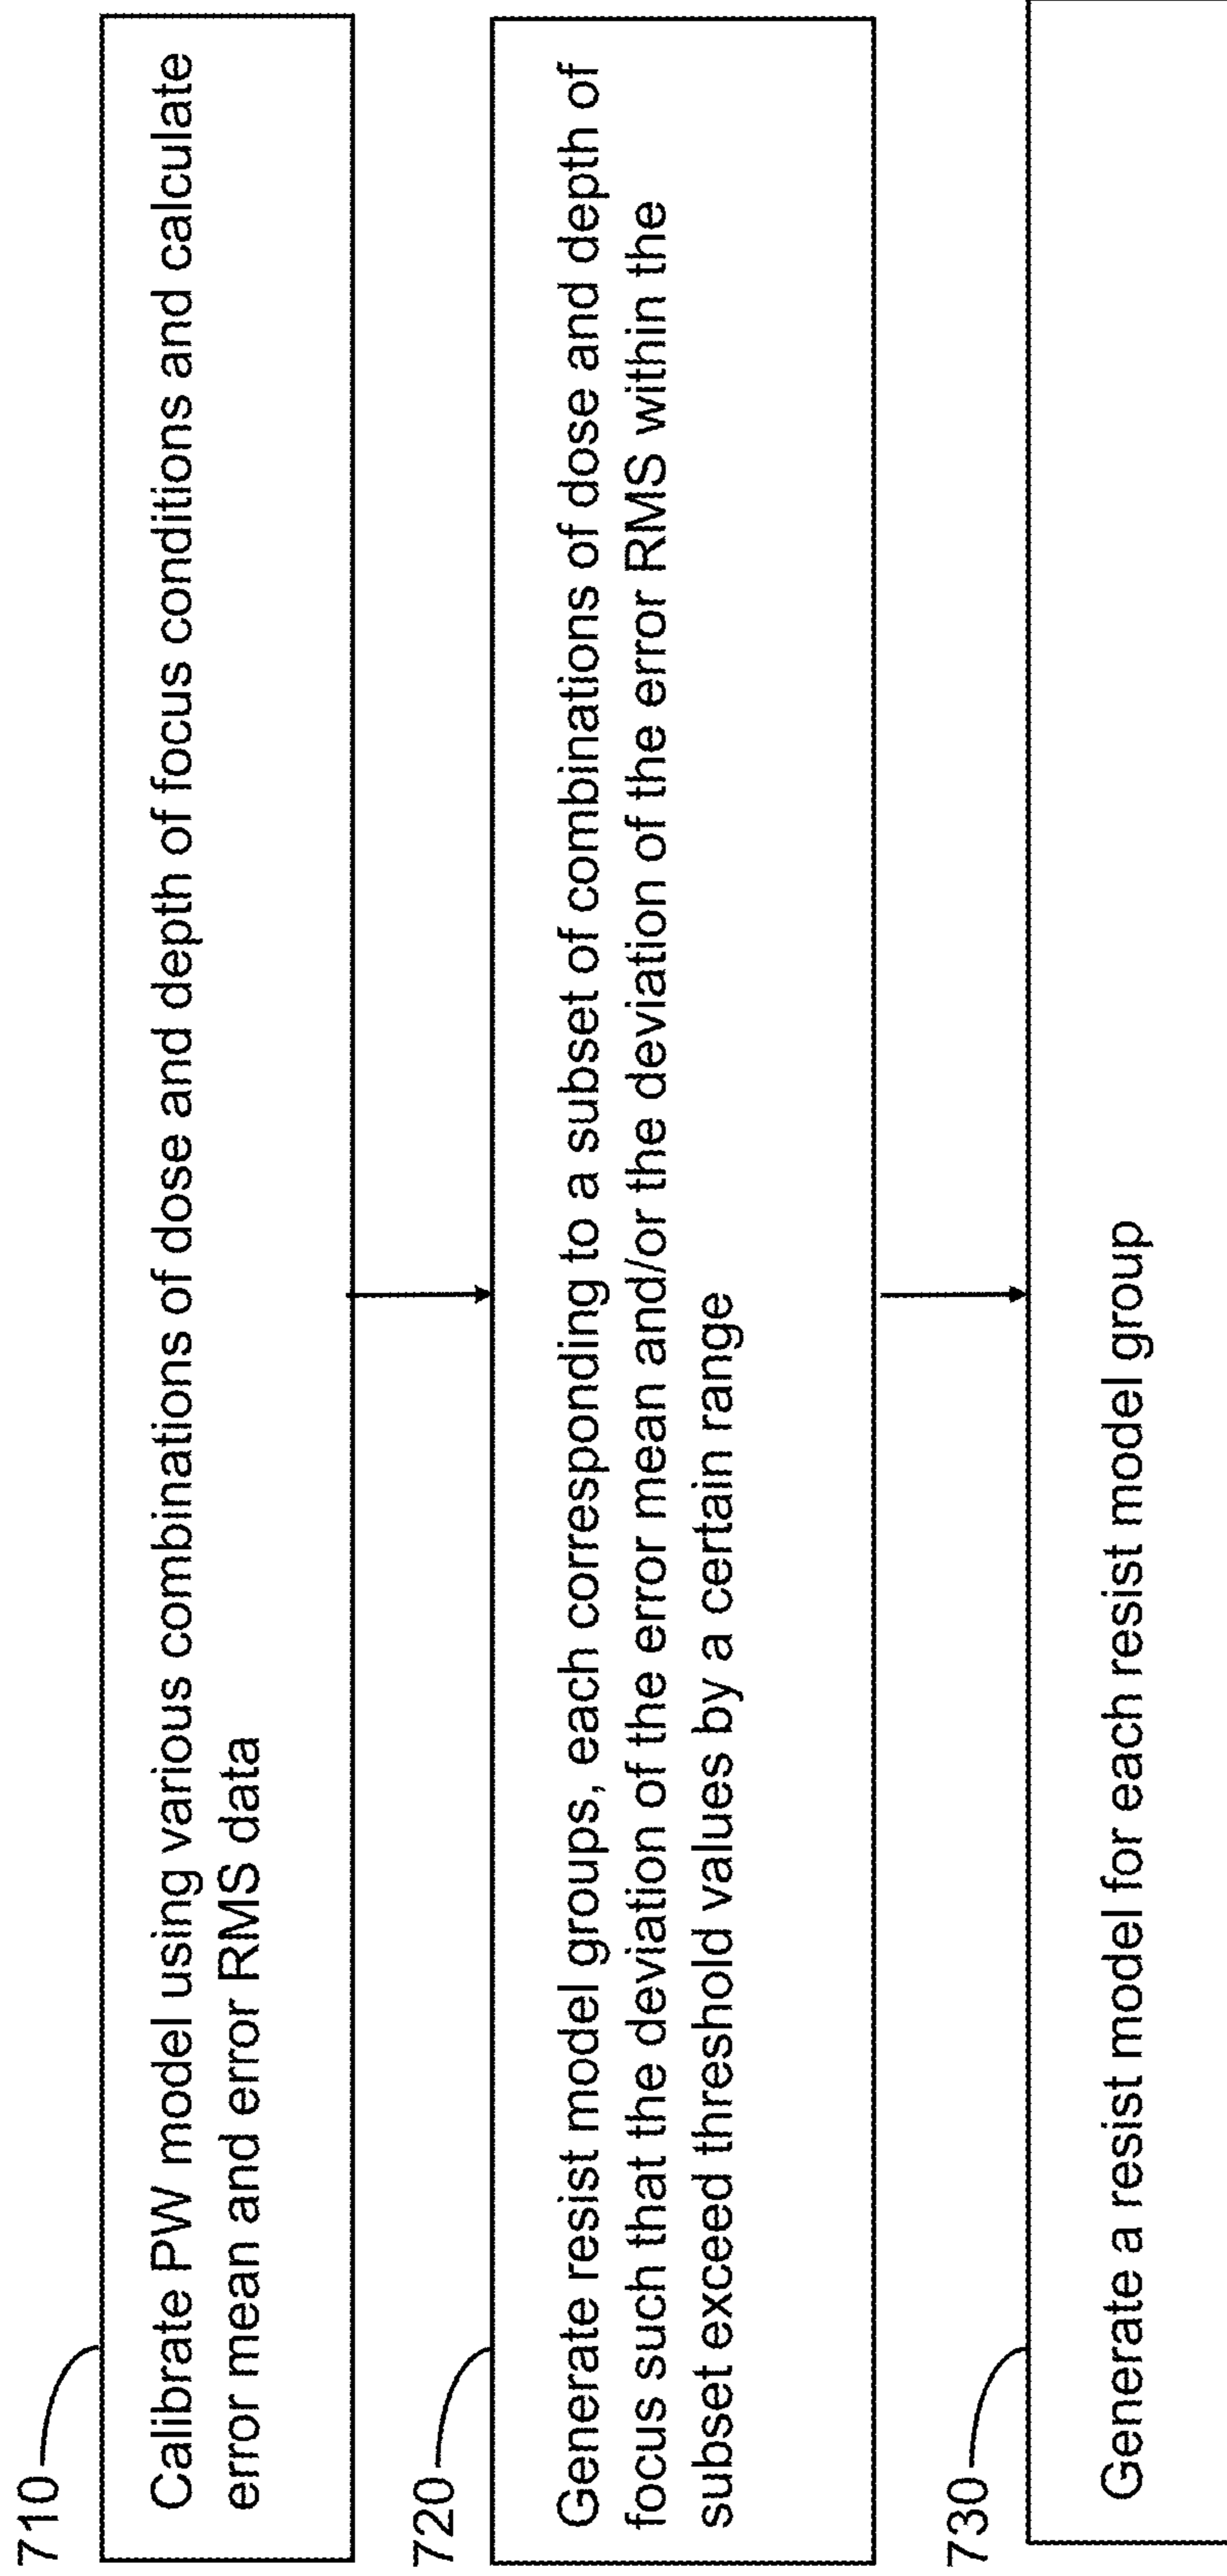 710
Calibrate PW model using various combinations of dose and depth of focus conditions and calculate
error mean and error RMS data
720
Generate resist model groups, each corresponding to a subset of combinations of dose and depth of
focus such that the deviation of the error mean and/or the deviation of the error RMS within the
subset exceed threshold values by a certain range
730
Generate a resist model for each resist model group